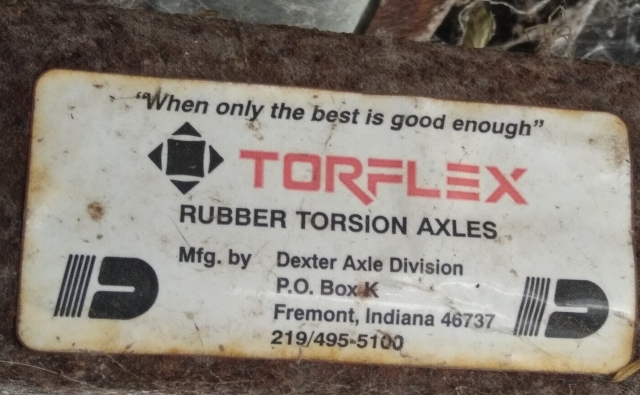 “When only the best is good enough”
TORFLEX
RUBBER TORSION AXLES
Mfg. by Dexter Axle Division
P.O. Box K
Fremont, Indiana 46737
219/495-5100